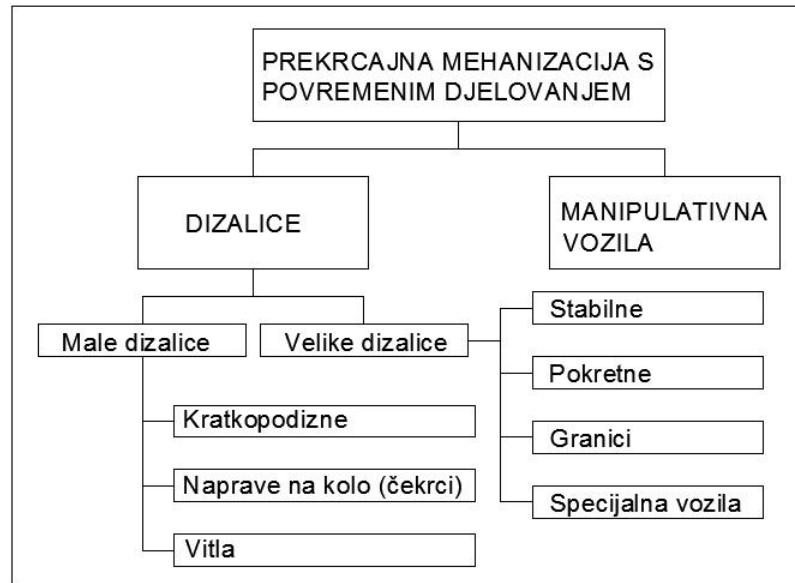 PREKRCAJNA MEHANIZACIJA S
POVREMENIM DJELOVANJEM
DIZALICE
MANIPULATIVNA
VOZILA
Male dizalice
Velike dizalice
Stabilne
Pokretne
Granici
Specijalna vozila
Kratkopodizne
Naprave na kolo (čekrci)
Vitla